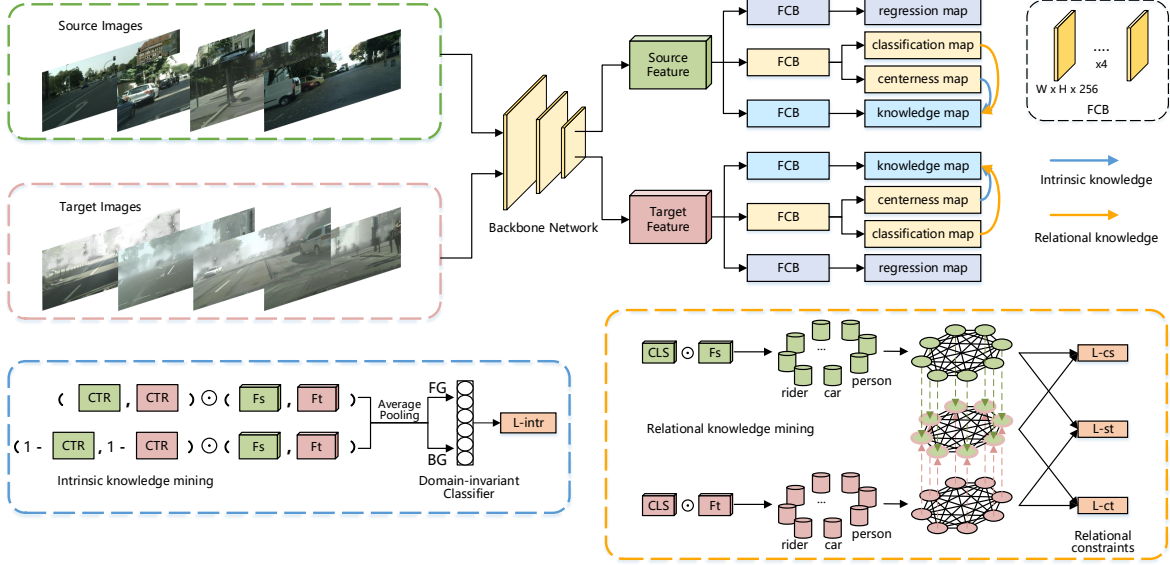 Source Images
Target Images
Backbone Network
Source
Feature
Target
Feature
FCB
regression map
FCB
classification map
centerness map
FCB
knowledge map
FCB
knowledge map
FCB
centerness map
classification map
FCB
regression map
....
x4
W x H x 256
FCB
Intrinsic knowledge
Relational knowledge
( CTR , CTR ) ⊙ ( Fs , Ft )
(1 - CTR , 1 - CTR ) ⊙ ( Fs , Ft )
Average
Pooling
FG
BG
L-intr
Intrinsic knowledge mining
Domain-invariant
Classifier
CLS ⊙ Fs
...
rider car person
L-cs
Relational knowledge mining
L-st
CLS ⊙ Ft
...
rider car person
L-ct
Relational
constraints